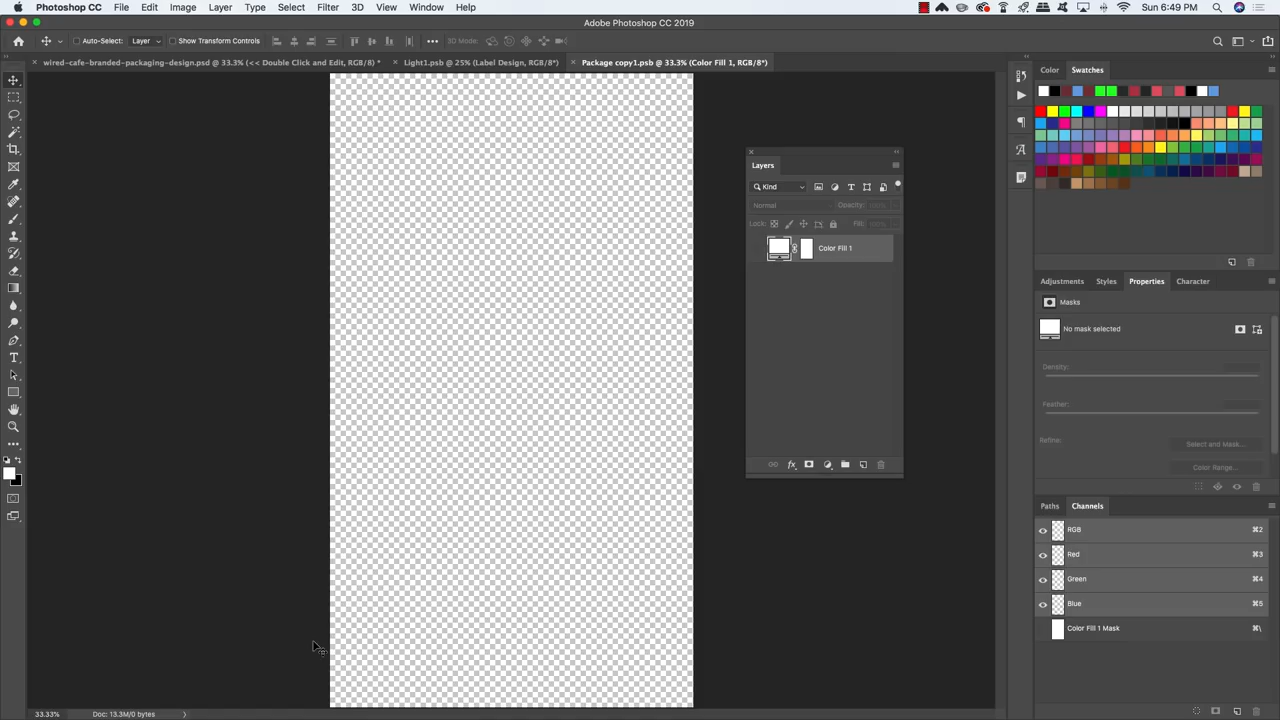 Photoshop CC File Edit Image Layer Type Select Filter 3D View Window Help
Sun 6:49 PM
Adobe Photoshop CC 2019
Auto-Select: Layer Show Transform Controls 3D Mode:
wired-cafe-branded-packaging-design.psd @ 33.3% (<< Double Click and Edit, RGB/8) *
Light1.psb @ 25% (Label Design, RGB/8*)
Package copy1.psb @ 33.3% (Color Fill 1, RGB/8*)
Color Swatches
Layers
Kind
Normal Opacity: 100%
Lock: Fill: 100%
Color Fill 1
fx
Adjustments Styles Properties Character
Masks
No mask selected
Density:
Feather:
Refine: Select and Mask...
Color Range...
Paths Channels
RGB ⌘2
Red ⌘3
Green ⌘4
Blue ⌘5
Color Fill 1 Mask ⌘\
33.33% Doc: 13.3M/0 bytes